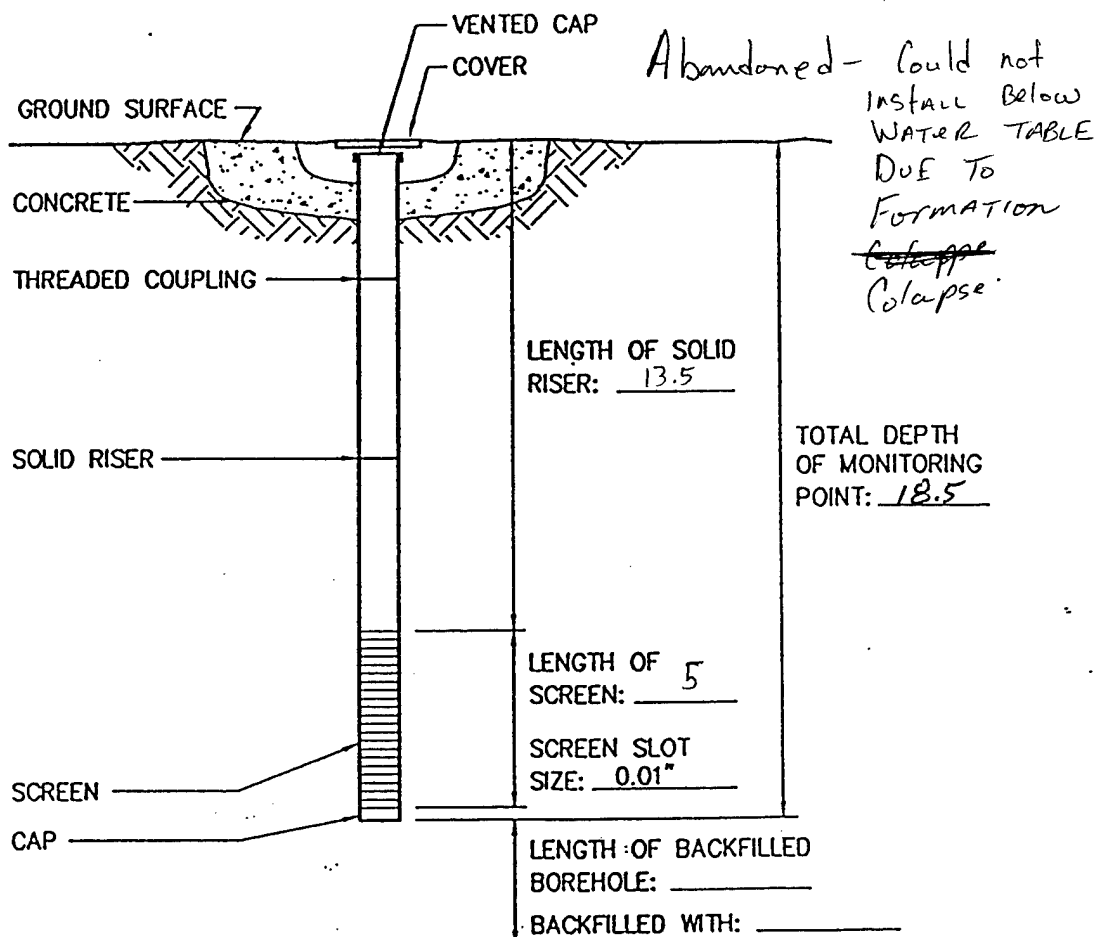 VENTED CAP
COVER
Abandoned - Could not
INSTALL Below
WATER TABLE
DUE TO
FORMATION
Colapse.
GROUND SURFACE
CONCRETE
THREADED COUPLING
LENGTH OF SOLID
RISER: 13.5
SOLID RISER
TOTAL DEPTH
OF MONITORING
POINT: 18.5
LENGTH OF
SCREEN: 5
SCREEN SLOT
SIZE: 0.01"
SCREEN
CAP
LENGTH OF BACKFILLED
BOREHOLE:
BACKFILLED WITH: